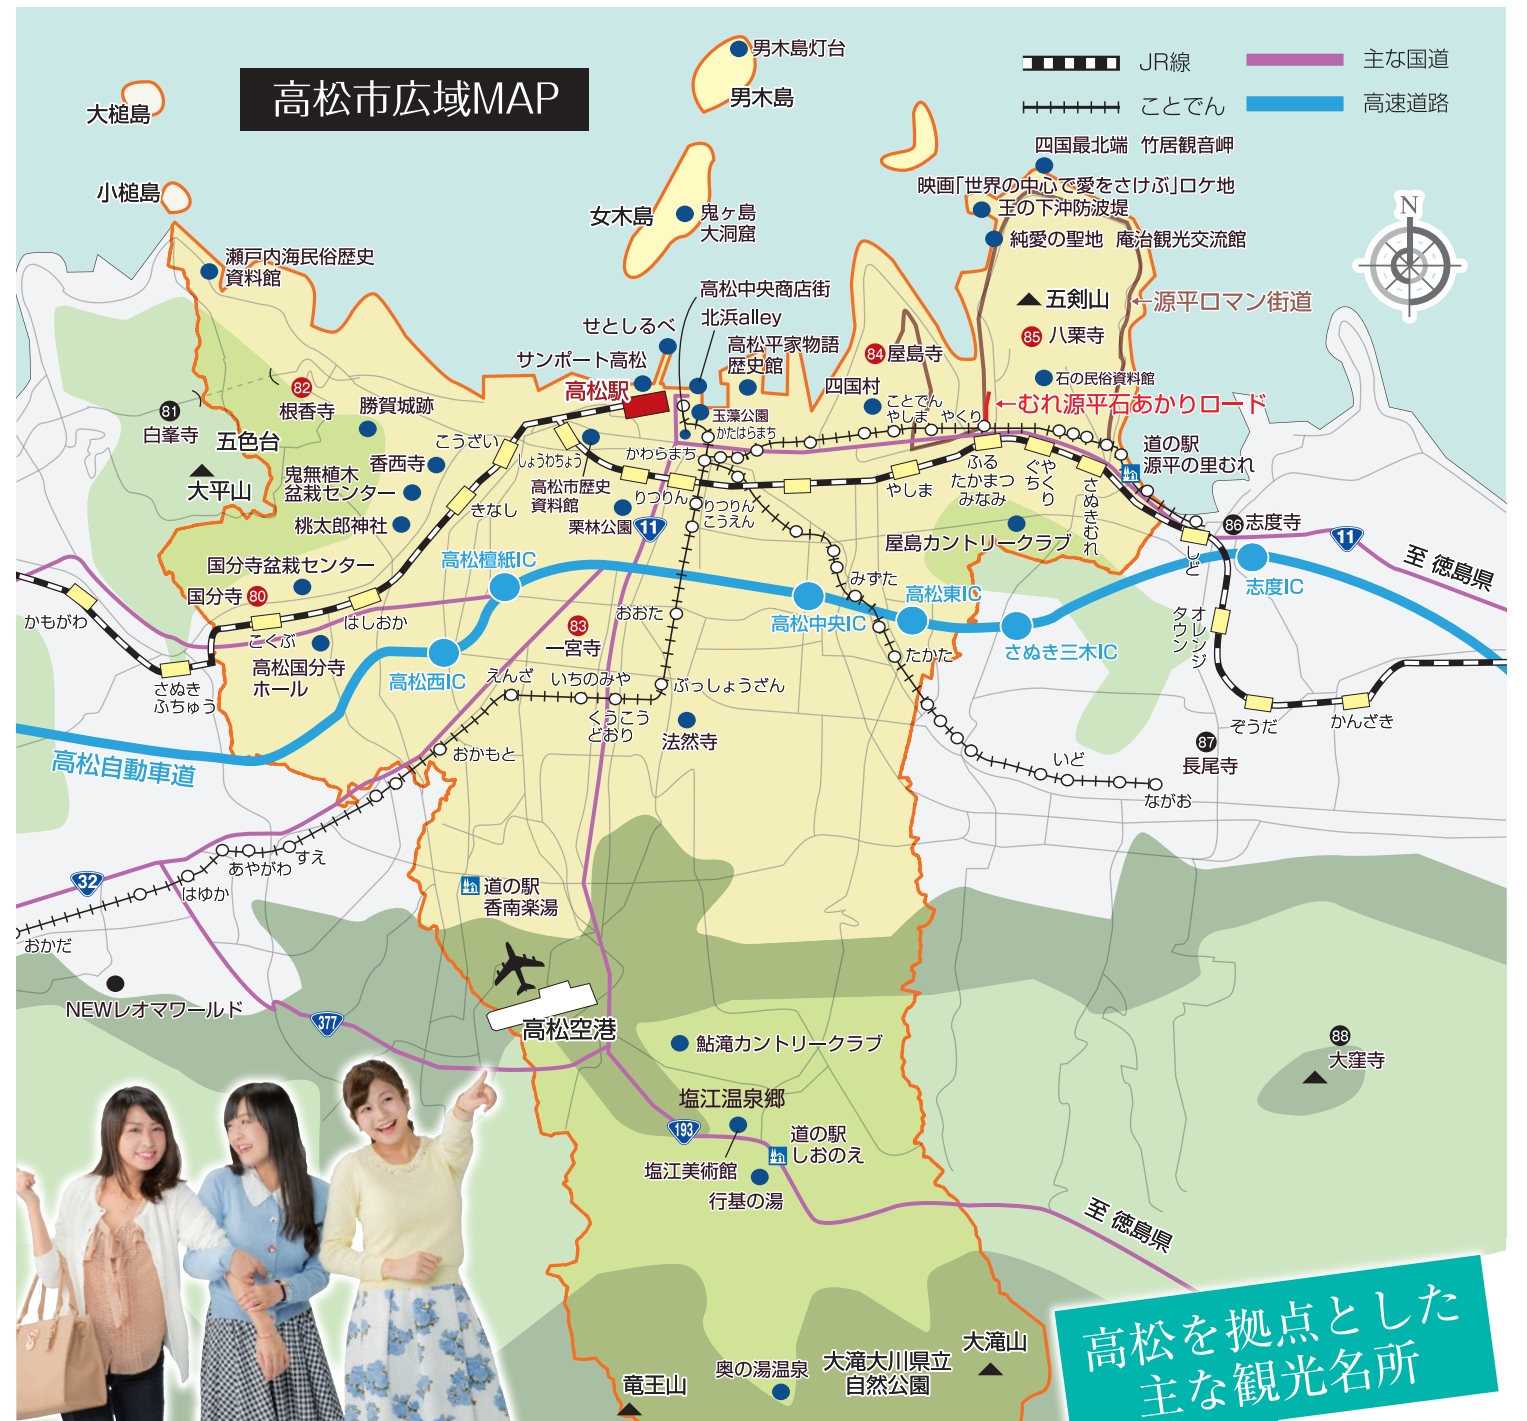 高松市広域MAP
JR線
ことでん
主な国道
高速道路
N
大槌島
小槌島
男木島灯台
男木島
女木島
鬼ヶ島
大洞窟
四国最北端 竹居観音岬
映画「世界の中心で愛をさけぶ」ロケ地
王の下沖防波堤
純愛の聖地 庵治観光交流館
五剣山
←源平ロマン街道
85 八栗寺
石の民俗資料館
←むれ源平石あかりロード
瀬戸内海民俗歴史
資料館
高松中央商店街
北浜alley
せとしるべ
サンポート高松
高松駅
高松平家物語
歴史館
84 屋島寺
四国村
玉藻公園
かたはらまち
ことでん
やしま
やくり
道の駅
源平の里むれ
81
白峯寺
82
根香寺
五色台
大平山
勝賀城跡
香西寺
鬼無植木
盆栽センター
桃太郎神社
こうざい
きなし
しょうわちょう
かわらまち
高松市歴史
資料館
りつりん
栗林公園
りつりん
こうえん
11
やしま
ふる
たかまつ
みなみ
やくり
ぐち
さぬきむれ
屋島カントリークラブ
86 志度寺
11
至 徳島県
しど
志度IC
オレンジ
タウン
国分寺盆栽センター
国分寺 80
高松檀紙IC
こくぶ
はしおか
高松国分寺
ホール
かもがわ
さぬき
ふちゅう
高松西IC
83
一宮寺
おおた
みずた
高松中央IC
高松東IC
さぬき三木IC
たかた
えんざ
いちのみや
くうこう
どおり
ぶっしょうざん
法然寺
おかもと
高松自動車道
ぞうだ
かんざき
87
長尾寺
いど
ながお
すえ
あやがわ
はゆか
32
おかだ
NEWレオマワールド
377
道の駅
香南楽湯
高松空港
鮎滝カントリークラブ
塩江温泉郷
193
道の駅
しおのえ
塩江美術館
行基の湯
88
大窪寺
至 徳島県
竜王山
奥の湯温泉
大滝大川県立
自然公園
大滝山
高松を拠点とした
主な観光名所